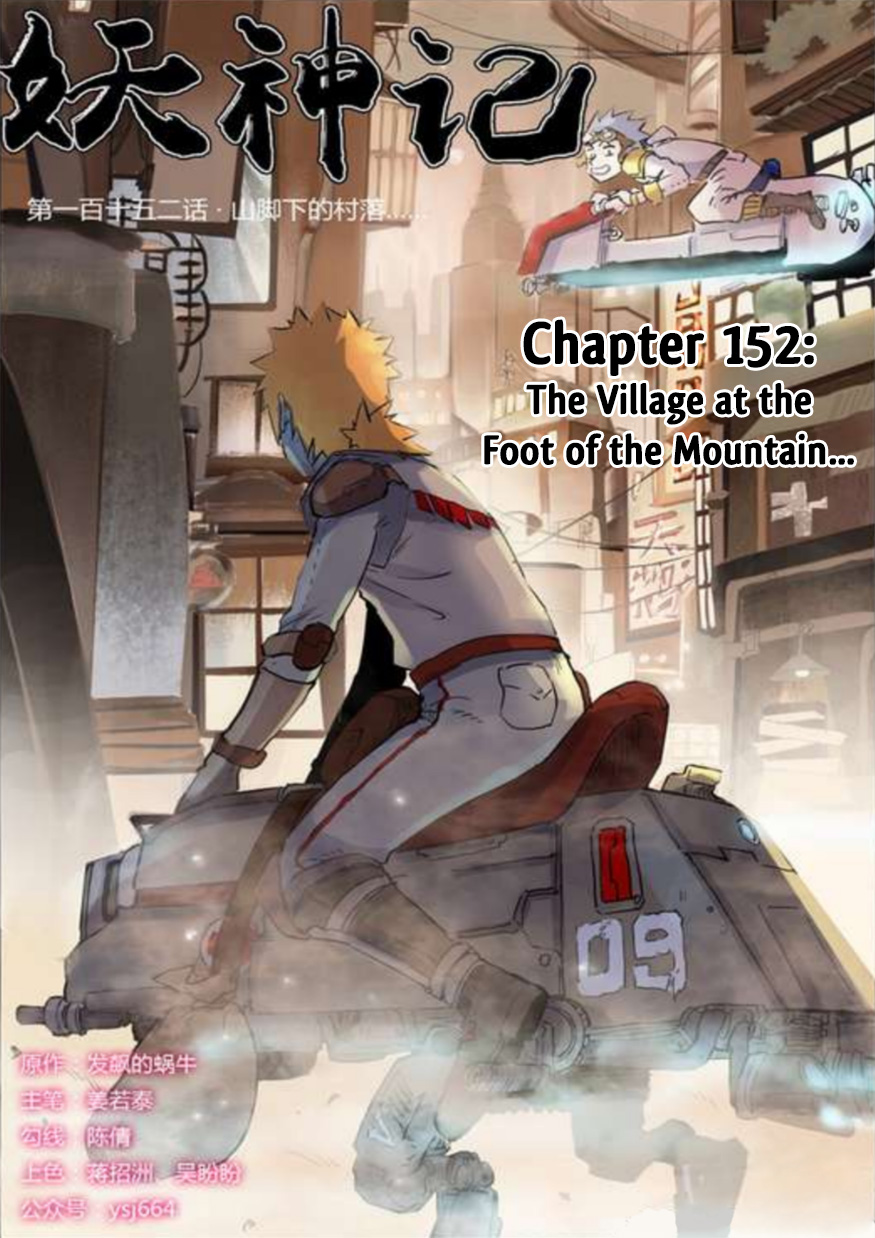 妖神记
第一百十五二话·山脚下的村落......
Chapter 152:
The Village at the
Foot of the Mountain...
09
原作：发飙的蜗牛
主笔：姜若泰
勾线：陈倩
上色：蒋招洲、吴盼盼
公众号：ysj664